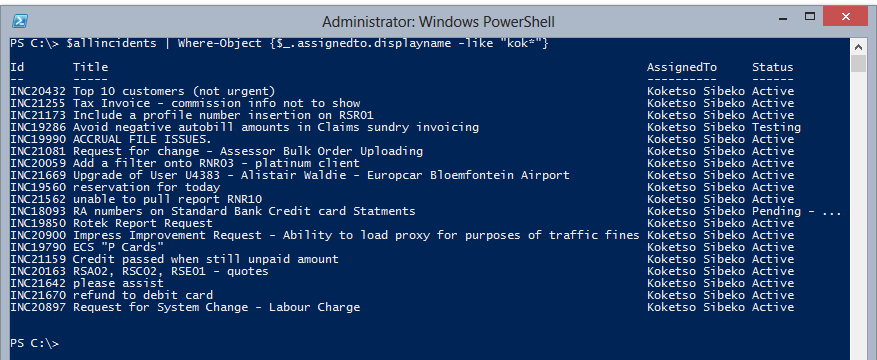 Administrator: Windows PowerShell
PS C:\> $allincidents | Where-Object {$_.assignedto.displayname -like "kok*"}
Id Title AssignedTo Status
-- ----- ---------- ------
INC20432 Top 10 customers (not urgent) Koketso Sibeko Active
INC21255 Tax Invoice - commission info not to show Koketso Sibeko Active
INC21173 Include a profile number insertion on RSR01 Koketso Sibeko Active
INC19286 Avoid negative autobill amounts in Claims sundry invoicing Koketso Sibeko Testing
INC19990 ACCRUAL FILE ISSUES. Koketso Sibeko Active
INC21081 Request for change - Assessor Bulk Order Uploading Koketso Sibeko Active
INC20059 Add a filter onto RNR03 - platinum client Koketso Sibeko Active
INC21669 Upgrade of User U4383 - Alistair Waldie - Europcar Bloemfontein Airport Koketso Sibeko Active
INC19560 reservation for today Koketso Sibeko Active
INC21562 unable to pull report RNR10 Koketso Sibeko Active
INC18093 RA numbers on Standard Bank Credit card Statments Koketso Sibeko Pending - ...
INC19850 Rotek Report Request Koketso Sibeko Active
INC20900 Impress Improvement Request - Ability to load proxy for purposes of traffic fines Koketso Sibeko Active
INC19790 ECS "P Cards" Koketso Sibeko Active
INC21159 Credit passed when still unpaid amount Koketso Sibeko Active
INC20163 RSA02, RSC02, RSE01 - quotes Koketso Sibeko Active
INC21642 please assist Koketso Sibeko Active
INC21670 refund to debit card Koketso Sibeko Active
INC20897 Request for System Change - Labour Charge Koketso Sibeko Active
PS C:\>